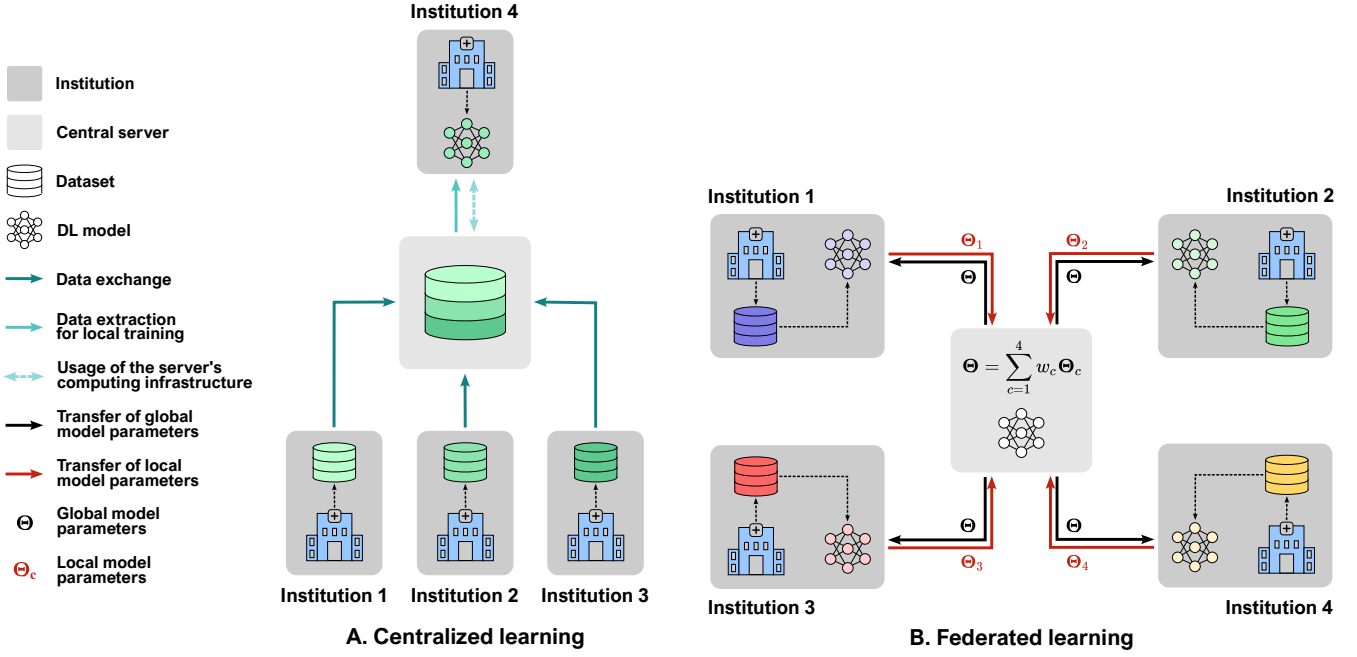 Institution
Central server
Dataset
DL model
Data exchange
Data extraction
for local training
Usage of the server's
computing infrastructure
Transfer of global
model parameters
Transfer of local
model parameters
Θ
Global model
parameters
Θc
Local model
parameters
Institution 4
Institution 1
Institution 2
Institution 3
A. Centralized learning
Institution 1
Institution 2
Θ1
Θ2
Θ
Θ
Θ = ∑ 4 c=1 wc Θc
Θ
Θ
Θ3
Θ4
Institution 3
Institution 4
B. Federated learning